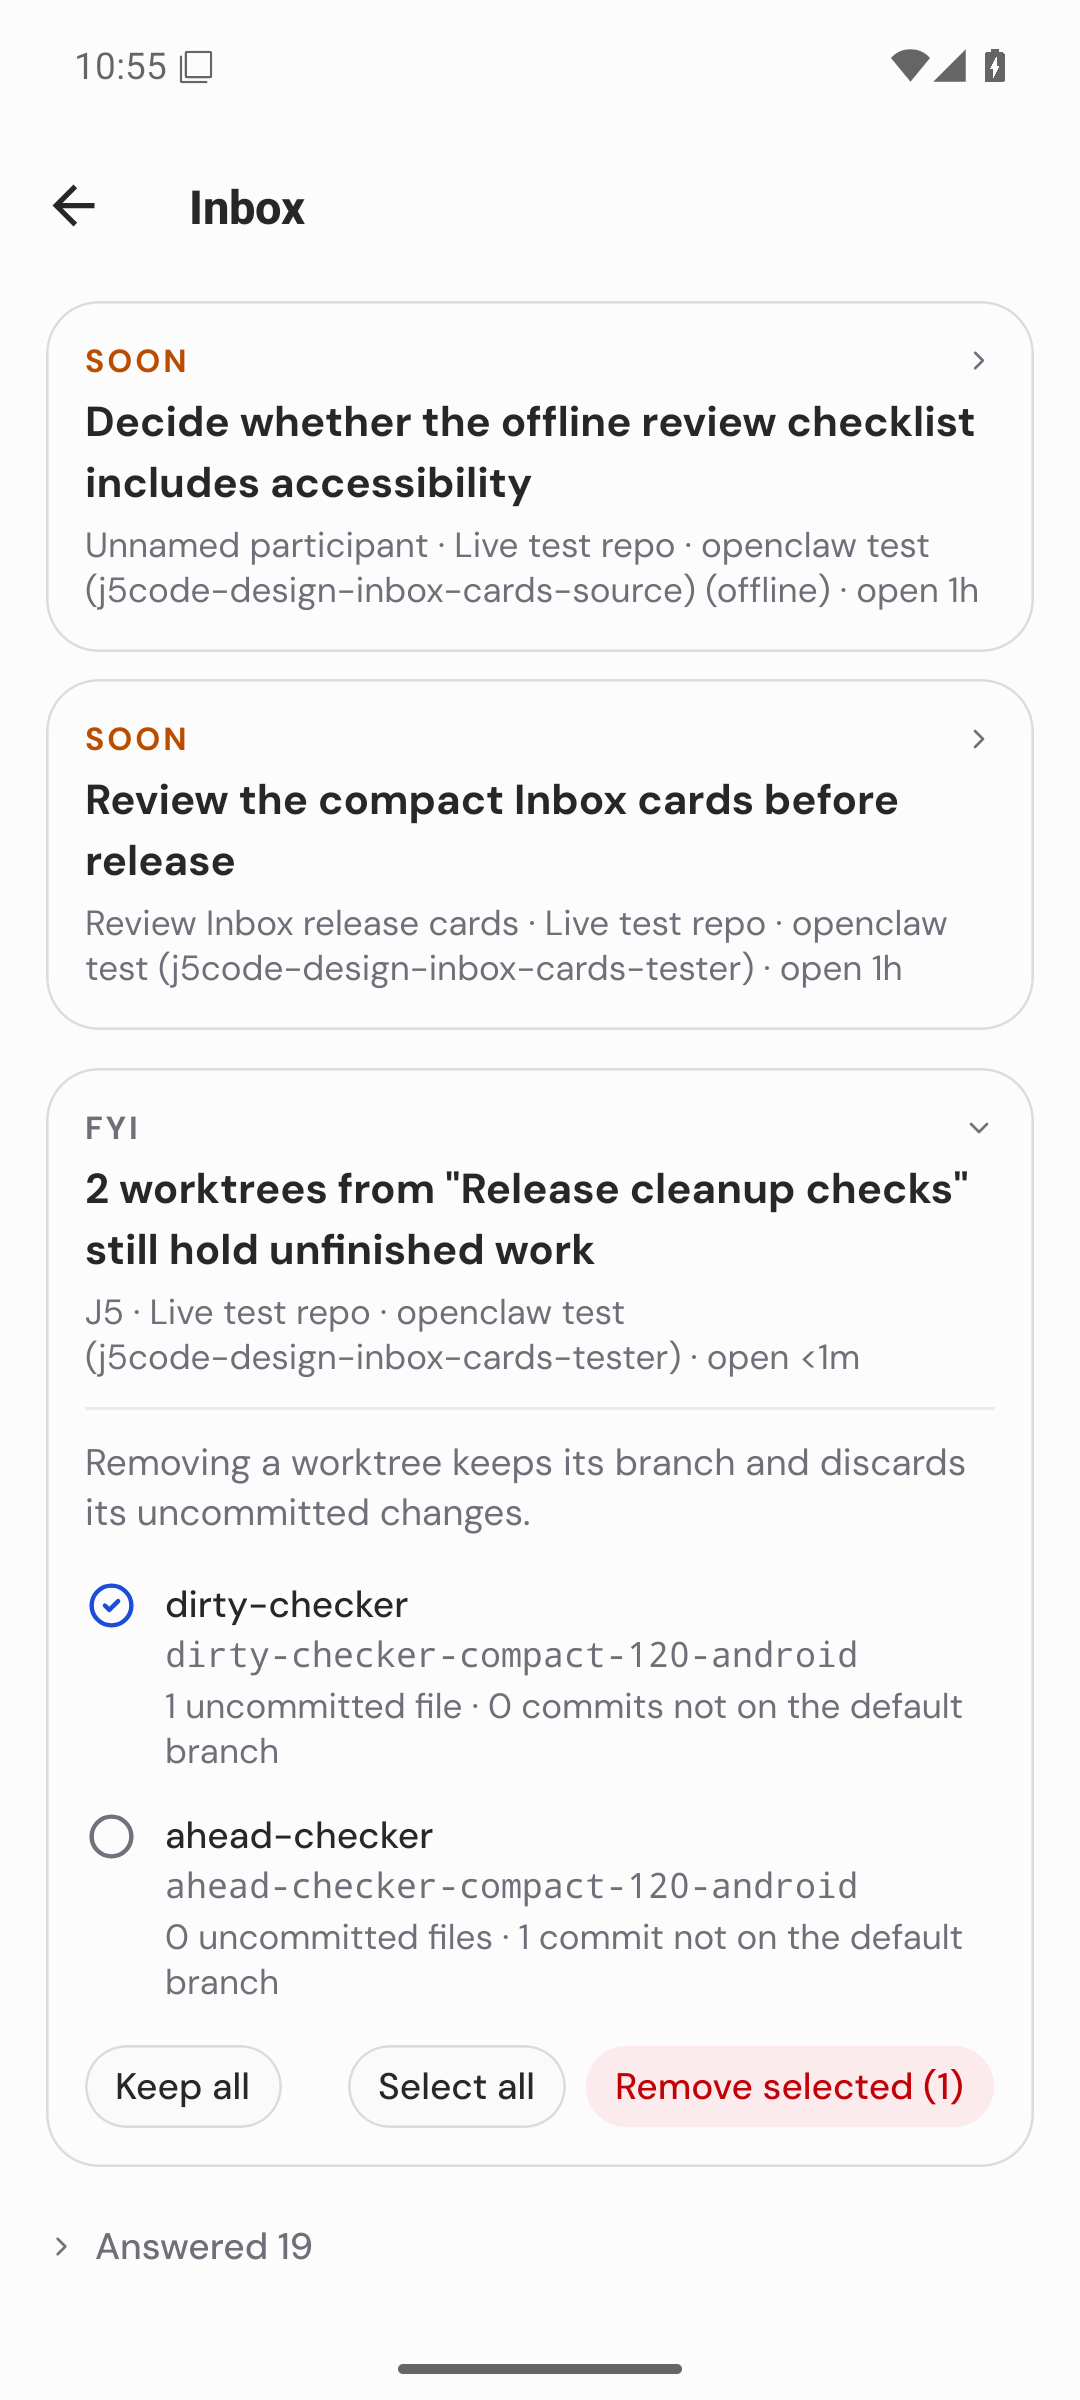 10:55
Inbox
SOON
Decide whether the offline review checklist
includes accessibility
Unnamed participant · Live test repo · openclaw test
(j5code-design-inbox-cards-source) (offline) · open 1h
SOON
Review the compact Inbox cards before
release
Review Inbox release cards · Live test repo · openclaw
test (j5code-design-inbox-cards-tester) · open 1h
FYI
2 worktrees from "Release cleanup checks"
still hold unfinished work
J5 · Live test repo · openclaw test
(j5code-design-inbox-cards-tester) · open <1m
Removing a worktree keeps its branch and discards
its uncommitted changes.
dirty-checker
dirty-checker-compact-120-android
1 uncommitted file · 0 commits not on the default
branch
ahead-checker
ahead-checker-compact-120-android
0 uncommitted files · 1 commit not on the default
branch
Keep all Select all Remove selected (1)
Answered 19